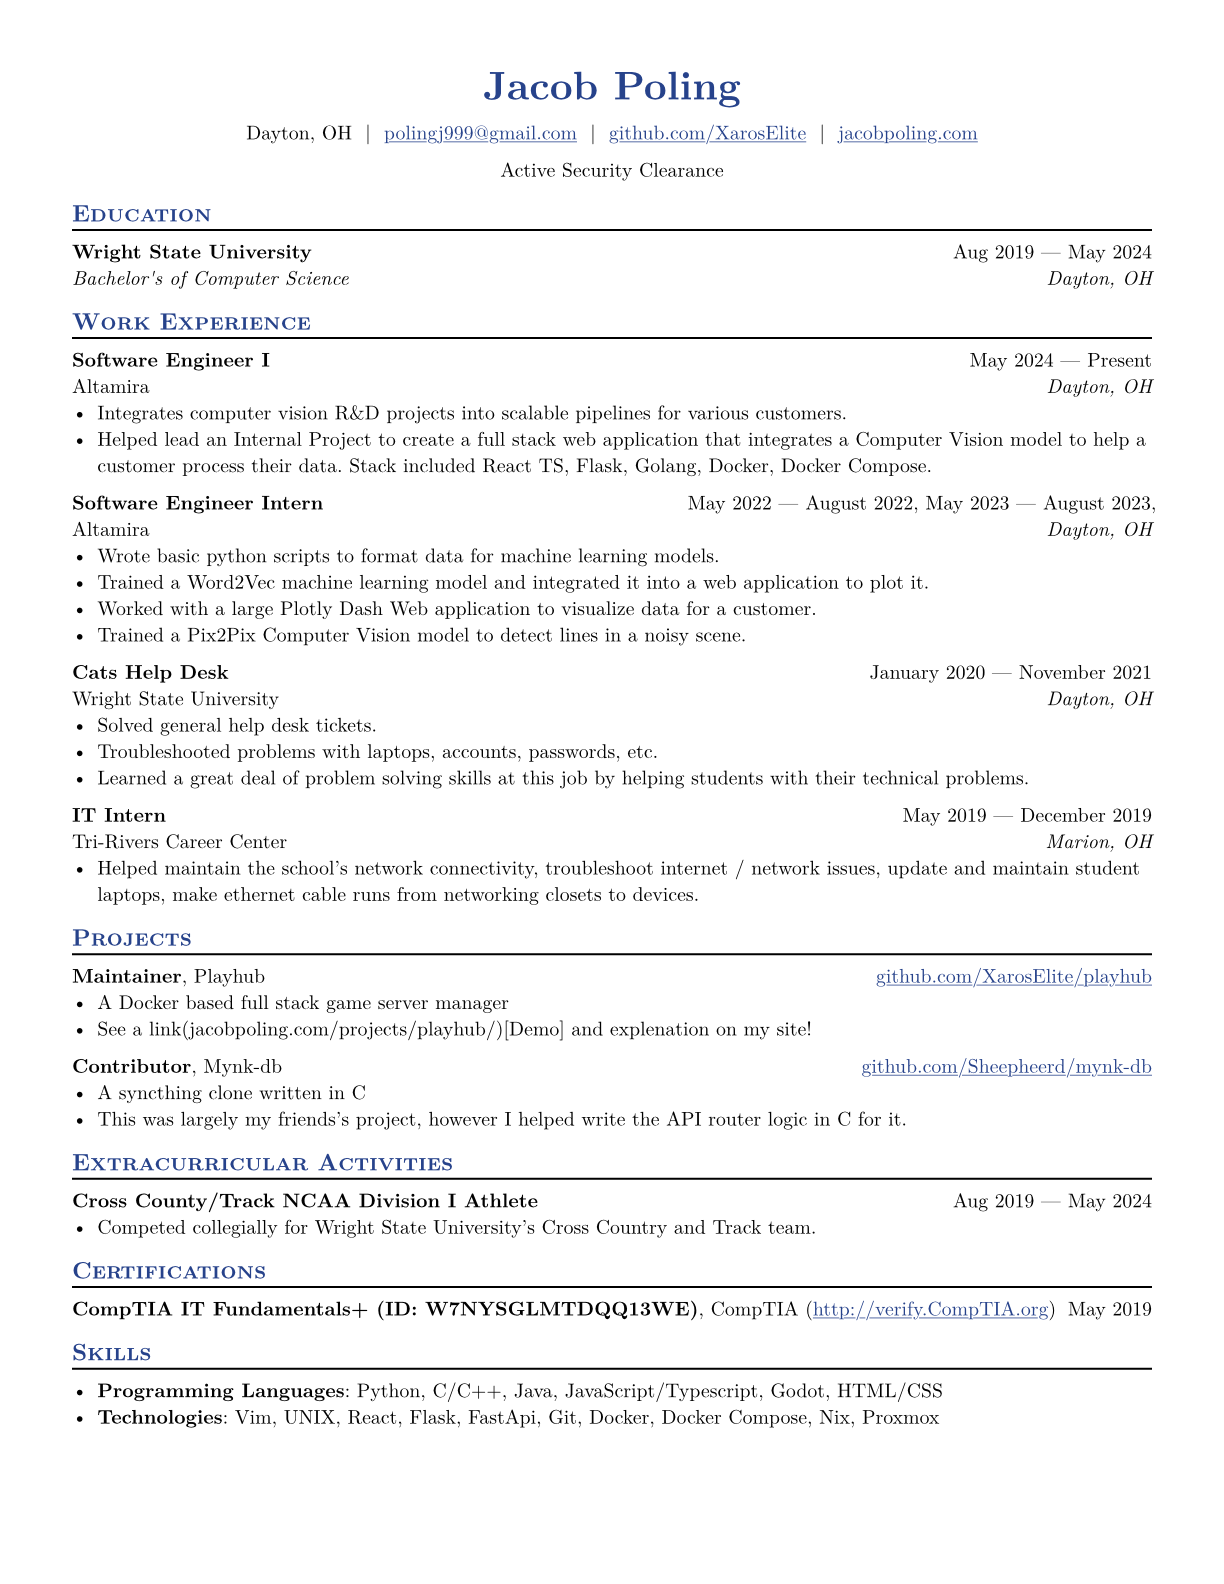 Jacob Poling
Dayton, OH | polingj999@gmail.com | github.com/XarosElite | jacobpoling.com
Active Security Clearance
Education
Wright State University Aug 2019 — May 2024
Bachelor's of Computer Science Dayton, OH
Work Experience
Software Engineer I May 2024 — Present
Altamira Dayton, OH
• Integrates computer vision R&D projects into scalable pipelines for various customers.
• Helped lead an Internal Project to create a full stack web application that integrates a Computer Vision model to help a
customer process their data. Stack included React TS, Flask, Golang, Docker, Docker Compose.
Software Engineer Intern May 2022 — August 2022, May 2023 — August 2023,
Altamira Dayton, OH
• Wrote basic python scripts to format data for machine learning models.
• Trained a Word2Vec machine learning model and integrated it into a web application to plot it.
• Worked with a large Plotly Dash Web application to visualize data for a customer.
• Trained a Pix2Pix Computer Vision model to detect lines in a noisy scene.
Cats Help Desk January 2020 — November 2021
Wright State University Dayton, OH
• Solved general help desk tickets.
• Troubleshooted problems with laptops, accounts, passwords, etc.
• Learned a great deal of problem solving skills at this job by helping students with their technical problems.
IT Intern May 2019 — December 2019
Tri-Rivers Career Center Marion, OH
• Helped maintain the school’s network connectivity, troubleshoot internet / network issues, update and maintain student
laptops, make ethernet cable runs from networking closets to devices.
Projects
Maintainer, Playhub github.com/XarosElite/playhub
• A Docker based full stack game server manager
• See a link(jacobpoling.com/projects/playhub/)[Demo] and explenation on my site!
Contributor, Mynk-db github.com/Sheepheerd/mynk-db
• A syncthing clone written in C
• This was largely my friends’s project, however I helped write the API router logic in C for it.
Extracurricular Activities
Cross County/Track NCAA Division I Athlete Aug 2019 — May 2024
• Competed collegially for Wright State University’s Cross Country and Track team.
Certifications
CompTIA IT Fundamentals+ (ID: W7NYSGLMTDQQ13WE), CompTIA (http://verify.CompTIA.org) May 2019
Skills
• Programming Languages: Python, C/C++, Java, JavaScript/Typescript, Godot, HTML/CSS
• Technologies: Vim, UNIX, React, Flask, FastApi, Git, Docker, Docker Compose, Nix, Proxmox